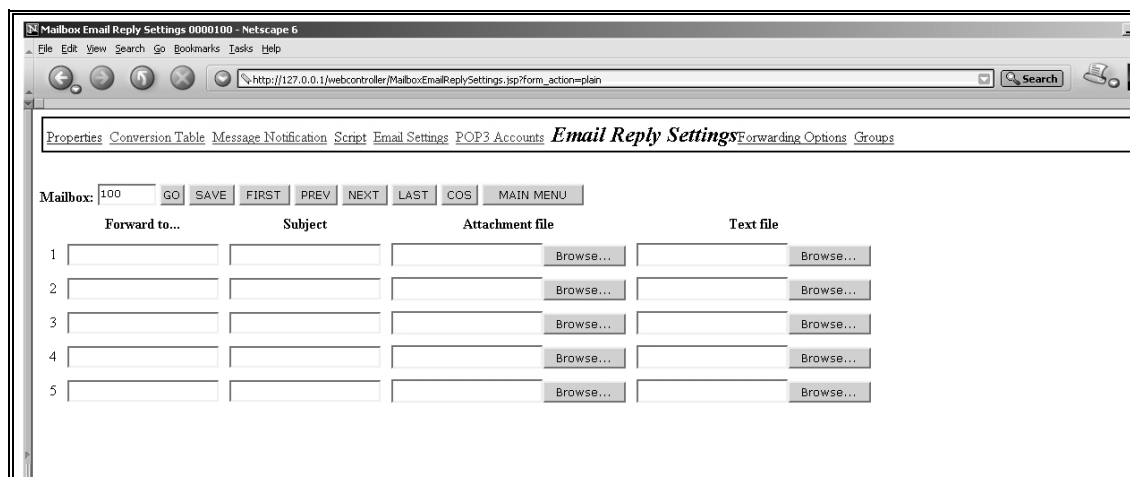 N Mailbox Email Reply Settings 0000100 - Netscape 6
File Edit View Search Go Bookmarks Tasks Help
http://127.0.0.1/webcontroller/MailboxEmailReplySettings.jsp?form_action=plain Search
Properties Conversion Table Message Notification Script Email Settings POP3 Accounts Email Reply Settings Forwarding Options Groups
Mailbox: 100 GO SAVE FIRST PREV NEXT LAST COS MAIN MENU
Forward to... Subject Attachment file Text file
1 Browse... Browse...
2 Browse... Browse...
3 Browse... Browse...
4 Browse... Browse...
5 Browse... Browse...